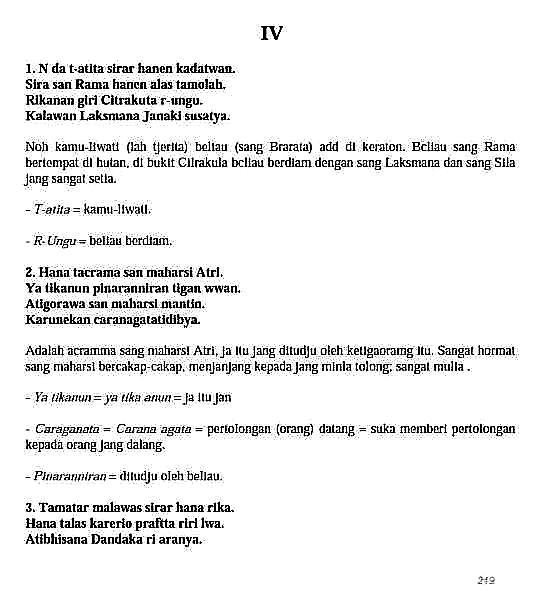 IV
1. N da t-atita sirar hanen kadatwan.
Sira san Rama hanen alas tamolah.
Rikanan giri Citrakuta r-ungu.
Kalawan Laksmana Janaki susatya.
Noh kamu-liwati (lah tjerita) beliau (sang Brarata) add di keraton. Beliau sang Rama
bertempat di hutan, di bukit Cilrakula beliau berdiam dengan sang Laksmana dan sang Sila
jang sangat setia.
- T-atita = kamu-liwati.
- R-Ungu = beliau berdiam.
2. Hana tacrama san maharsi Atri.
Ya tikanun pinaranniran tigan wwan.
Atigorawa san maharsi mantin.
Karunekan caranagatatidibya.
Adalah acramma sang maharsi Atri, ja itu jang ditudju oleh ketigaoramg itu. Sangat hormat
sang maharsi bercakap-cakap, menjanjang kepada jang minla tolong; sangat mulia .
- Ya tikanun = ya tika anun = ja itu jan
- Caraganata = Carana agata = pertolongan (orang) datang = suka memberi pertolongan
kepada orang jang dalang.
- Pinaranniran = ditudju oleh beliau.
3. Tamatar malawas sirar hana rika.
Hana talas karerio praftta riri iwa.
Atibhisana Dandaka ri aranya.
219